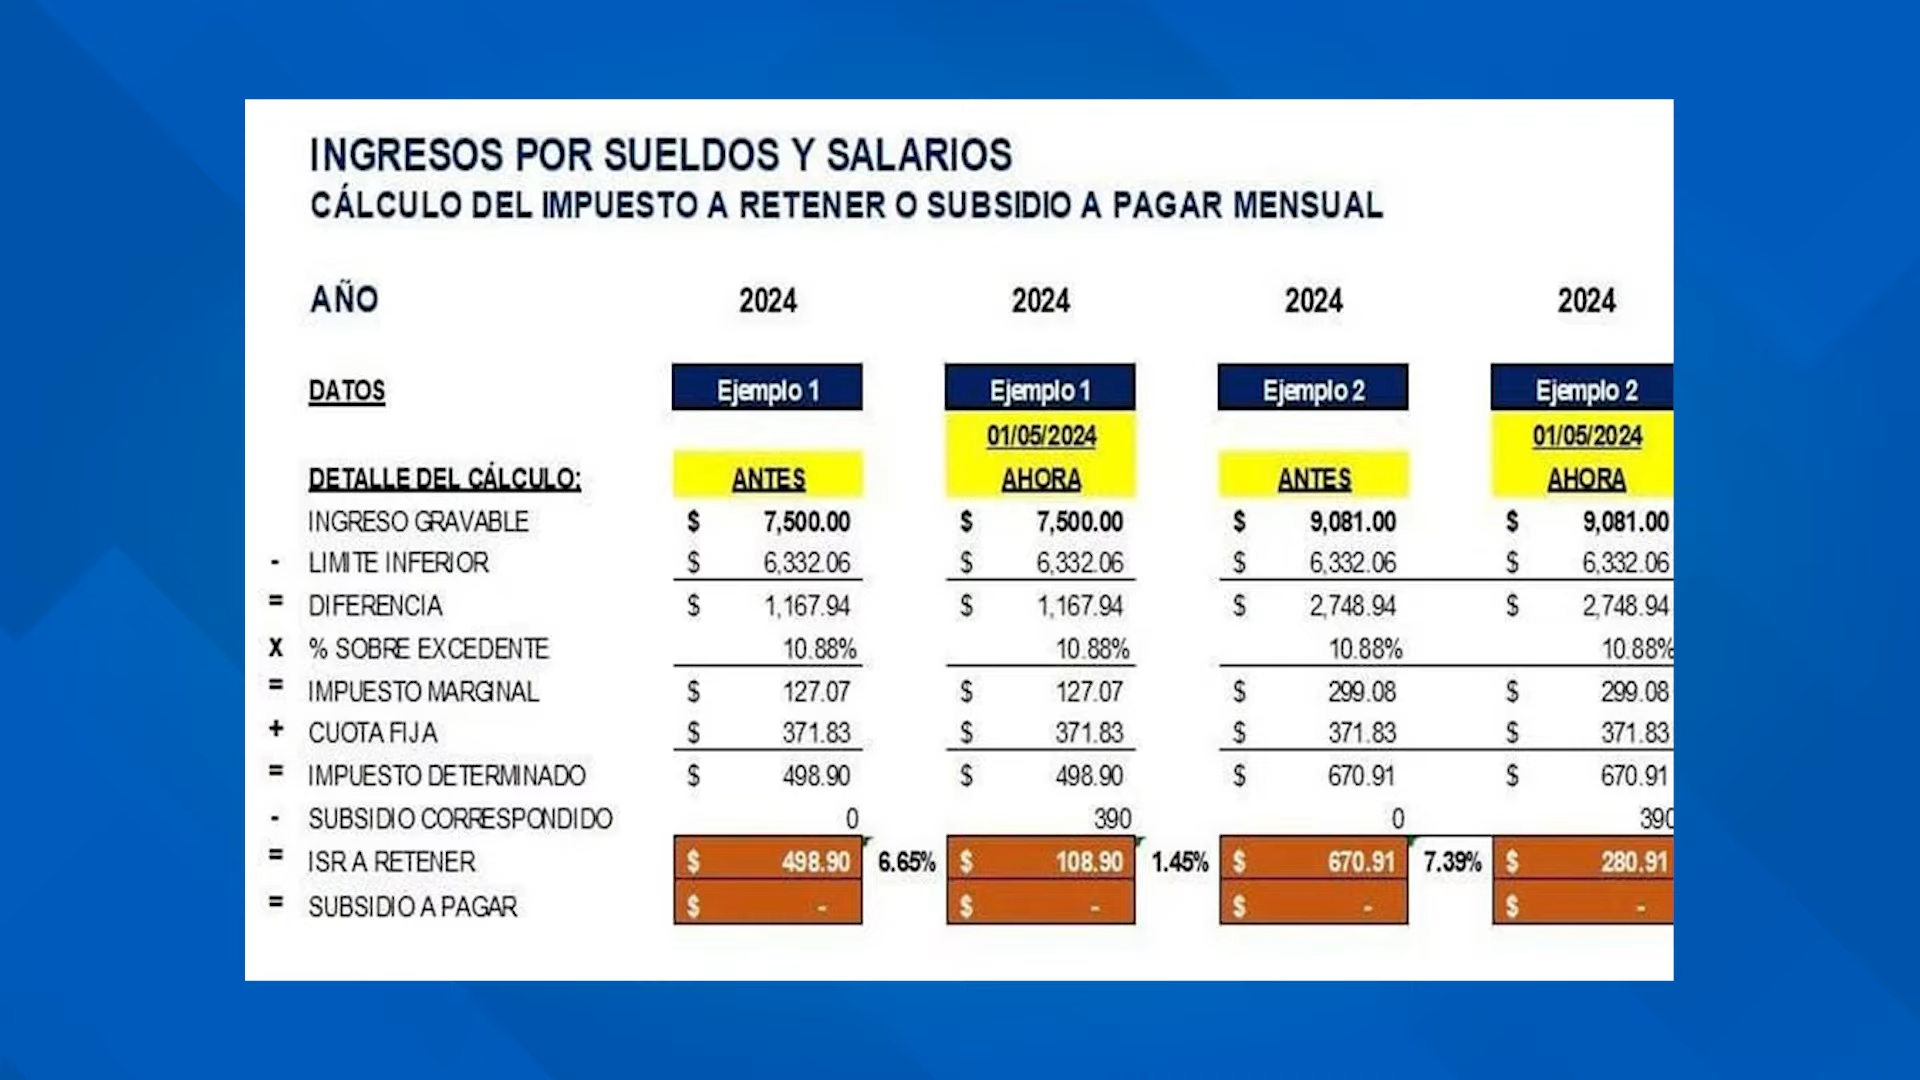 INGRESOS POR SUELDOS Y SALARIOS
CÁLCULO DEL IMPUESTO A RETENER O SUBSIDIO A PAGAR MENSUAL
AÑO 2024 2024 2024 2024
DATOS Ejemplo 1 Ejemplo 1 Ejemplo 2 Ejemplo 2
01/05/2024 01/05/2024
DETALLE DEL CÁLCULO: ANTES AHORA ANTES AHORA
INGRESO GRAVABLE $ 7,500.00 $ 7,500.00 $ 9,081.00 $ 9,081.00
- LIMITE INFERIOR $ 6,332.06 $ 6,332.06 $ 6,332.06 $ 6,332.06
= DIFERENCIA $ 1,167.94 $ 1,167.94 $ 2,748.94 $ 2,748.94
X % SOBRE EXCEDENTE 10.88% 10.88% 10.88% 10.88%
= IMPUESTO MARGINAL $ 127.07 $ 127.07 $ 299.08 $ 299.08
+ CUOTA FIJA $ 371.83 $ 371.83 $ 371.83 $ 371.83
= IMPUESTO DETERMINADO $ 498.90 $ 498.90 $ 670.91 $ 670.91
- SUBSIDIO CORRESPONDIDO 0 390 0 390
= ISR A RETENER $ 498.90 6.65% $ 108.90 1.45% $ 670.91 7.39% $ 280.91
= SUBSIDIO A PAGAR $ - $ - $ - $ -